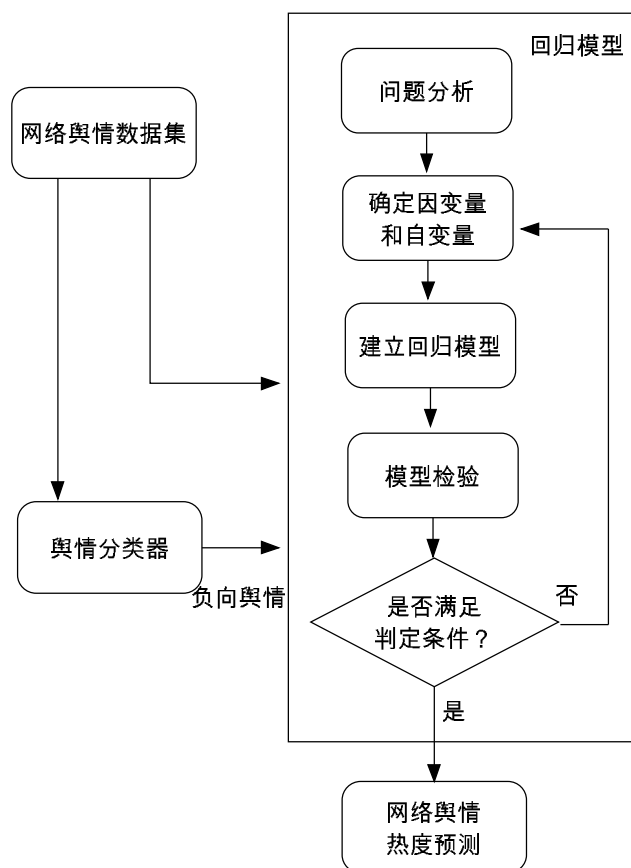 回归模型
问题分析
网络舆情数据集
确定因变量
和自变量
建立回归模型
模型检验
舆情分类器
负向舆情
是否满足
判定条件？
否
是
网络舆情
热度预测